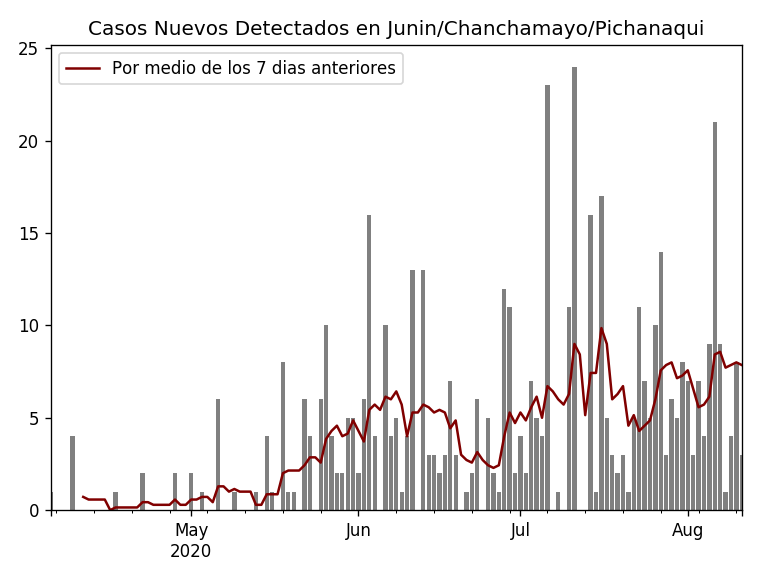 Casos Nuevos Detectados en Junin/Chanchamayo/Pichanaqui
Por medio de los 7 dias anteriores
25
20
15
10
5
0
May
2020
Jun
Jul
Aug